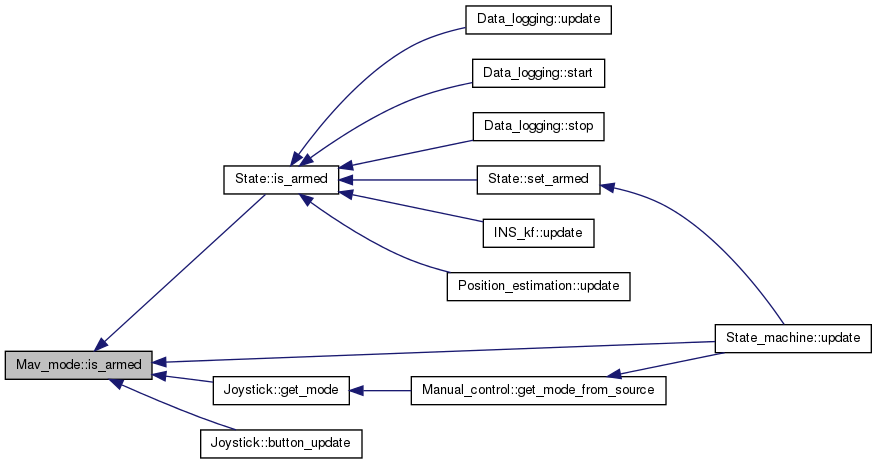 Data_logging::update
Data_logging::start
Data_logging::stop
State::is_armed
State::set_armed
INS_kf::update
Position_estimation::update
State_machine::update
Mav_mode::is_armed
Joystick::get_mode
Manual_control::get_mode_from_source
Joystick::button_update